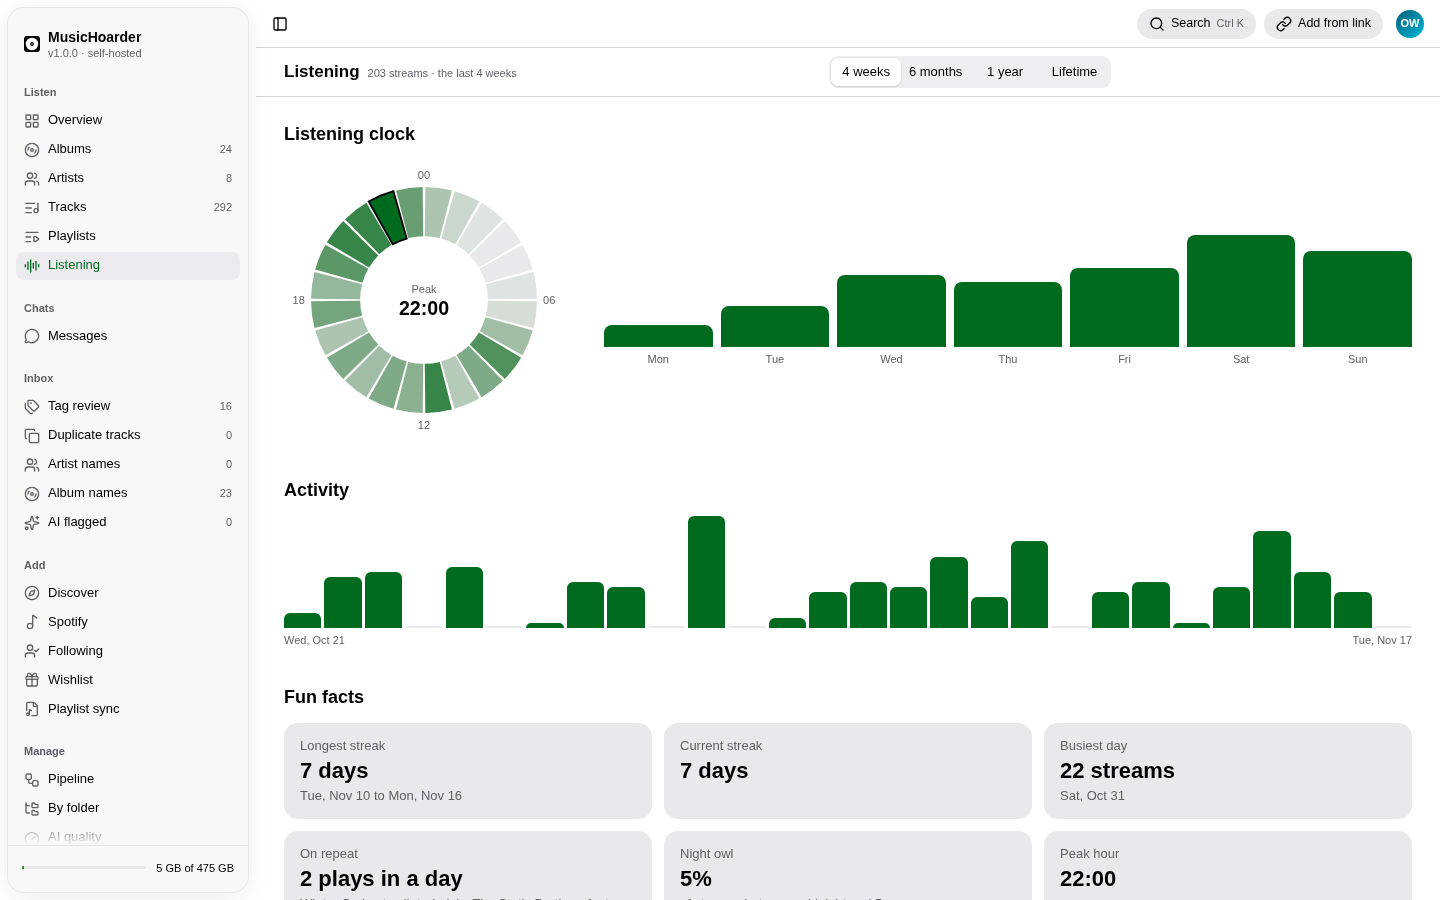 MusicHoarder
v1.0.0 · self-hosted
Search Ctrl K
Add from link
OW
Listening 203 streams · the last 4 weeks
4 weeks 6 months 1 year Lifetime
Listen
Overview
Albums 24
Artists 8
Tracks 292
Playlists
Listening
Chats
Messages
Inbox
Tag review 16
Duplicate tracks 0
Artist names 0
Album names 23
AI flagged 0
Add
Discover
Spotify
Following
Wishlist
Playlist sync
Manage
Pipeline
By folder
AI quality
5 GB of 475 GB
Listening clock
00
06
12
18
Peak
22:00
Mon Tue Wed Thu Fri Sat Sun
Activity
Wed, Oct 21 Tue, Nov 17
Fun facts
Longest streak
7 days
Tue, Nov 10 to Mon, Nov 16
Current streak
7 days
Busiest day
22 streams
Sat, Oct 31
On repeat
2 plays in a day
Night owl
5%
Peak hour
22:00